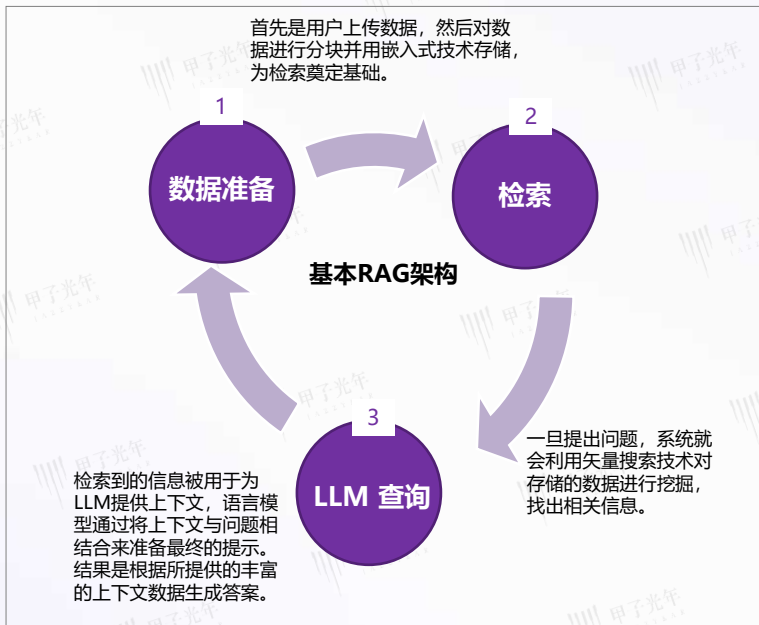 首先是用户上传数据，然后对数
据进行分块并用嵌入式技术存储，
为检索奠定基础。
1
数据准备
2
检索
基本RAG架构
一旦提出问题，系统就
会利用矢量搜索技术对
存储的数据进行挖掘，
找出相关信息。
3
LLM 查询
检索到的信息被用于为
LLM提供上下文，语言模
型通过将上下文与问题相
结合来准备最终的提示。
结果是根据所提供的丰富
的上下文数据生成答案。
甲子光年